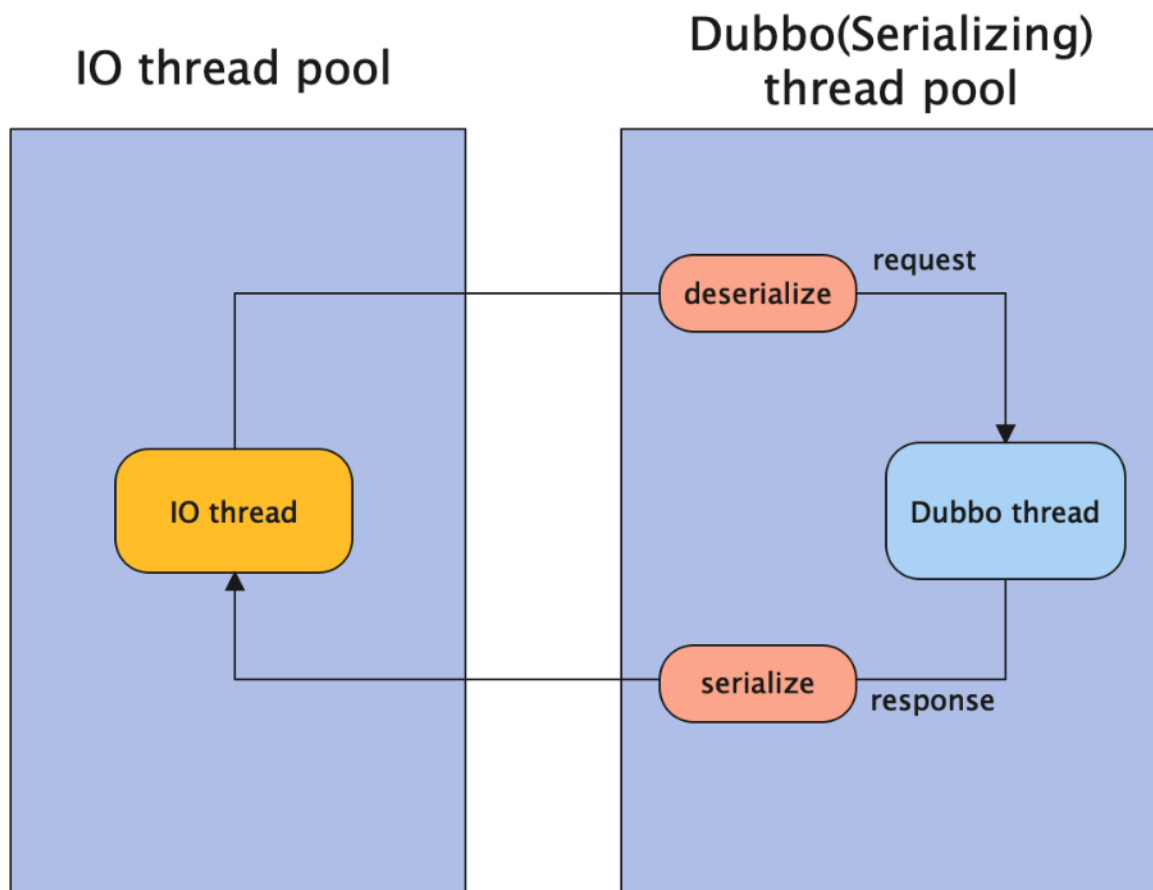 IO thread pool
Dubbo(Serializing)
thread pool
deserialize
request
IO thread
Dubbo thread
serialize
response